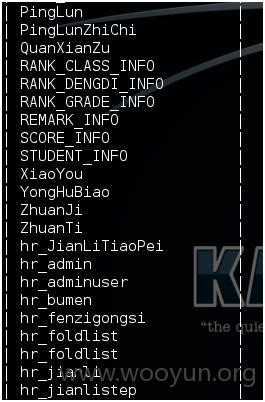 PingLun
PingLunZhiChi
QuanXianZu
RANK_CLASS_INFO
RANK_DENGDI_INFO
RANK_GRADE_INFO
REMARK_INFO
SCORE_INFO
STUDENT_INFO
XiaoYou
YongHuBiao
ZhuanJi
ZhuanTi
hr_JianLiTiaoPei
hr_admin
hr_adminuser
hr_bumen
KA
hr_fenzigongsi
"the quie
hr_foldlist
hr_foldlist
hr_jianli
www.wooyun.org
hr_jianlistep